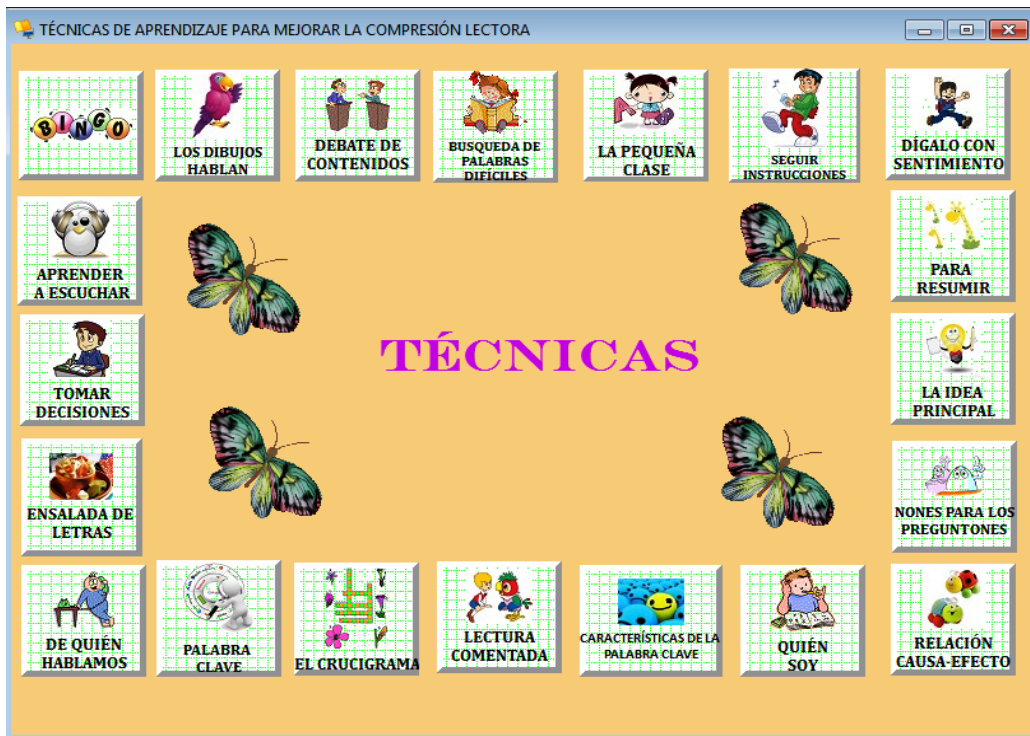 TÉCNICAS DE APRENDIZAJE PARA MEJORAR LA COMPRESIÓN LECTORA
BINGO
LOS DIBUJOS
HABLAN
DEBATE DE
CONTENIDOS
BUSQUEDA DE
PALABRAS
DIFÍCILES
LA PEQUEÑA
CLASE
SEGUIR
INSTRUCCIONES
DÍGALO CON
SENTIMIENTO
APRENDER
A ESCUCHAR
PARA
RESUMIR
TÉCNICAS
TOMAR
DECISIONES
LA IDEA
PRINCIPAL
ENSALADA DE
LETRAS
NONES PARA LOS
PREGUNTONES
DE QUIÉN
HABLAMOS
PALABRA
CLAVE
EL CRUCIGRAMA
LECTURA
COMENTADA
CARACTERÍSTICAS DE LA
PALABRA CLAVE
QUIÉN
SOY
RELACIÓN
CAUSA-EFECTO